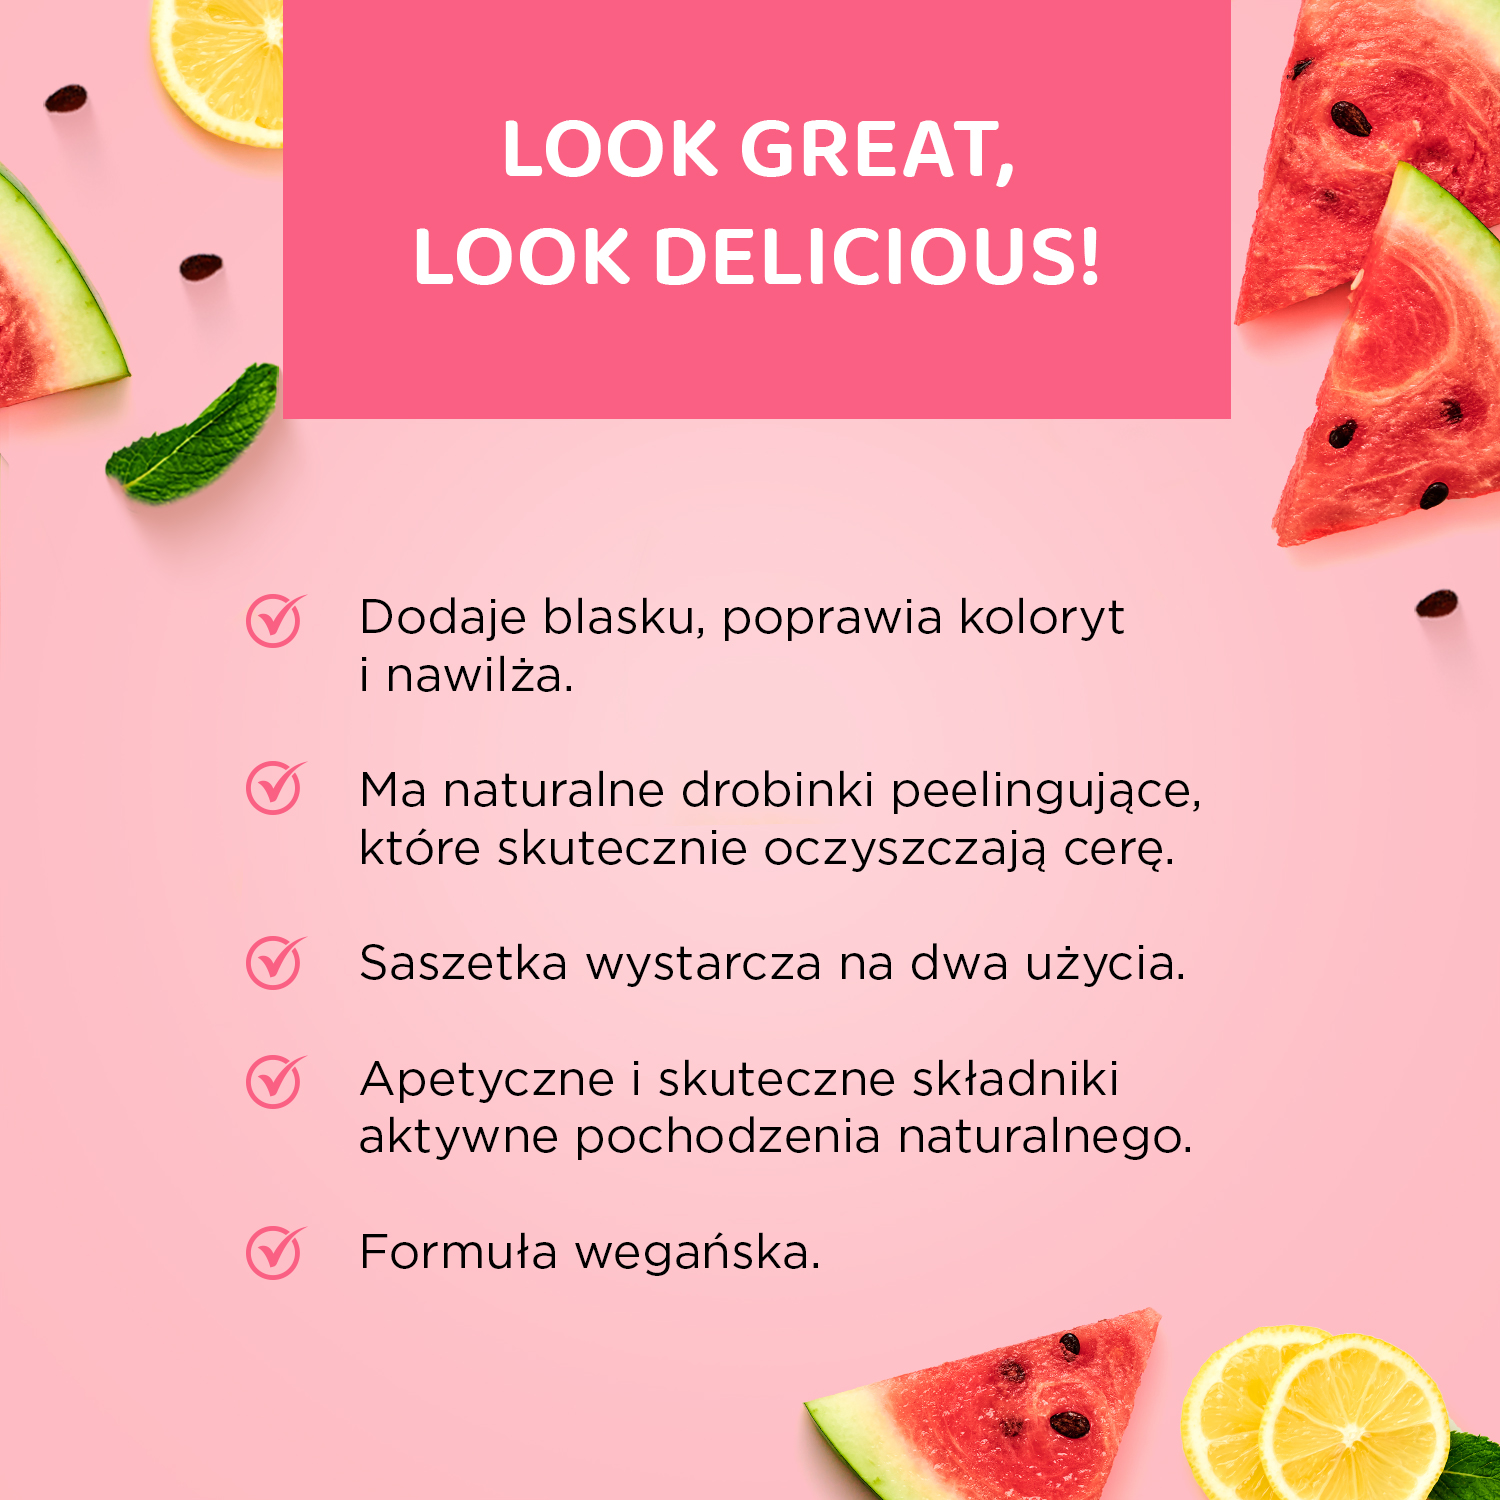 LOOK GREAT,
LOOK DELICIOUS!
Dodaje blasku, poprawia koloryt
i nawilża.
Ma naturalne drobinki peelingujące,
które skutecznie oczyszczają cerę.
Saszetka wystarcza na dwa użycia.
Apetyczne i skuteczne składniki
aktywne pochodzenia naturalnego.
Formuła wegańska.